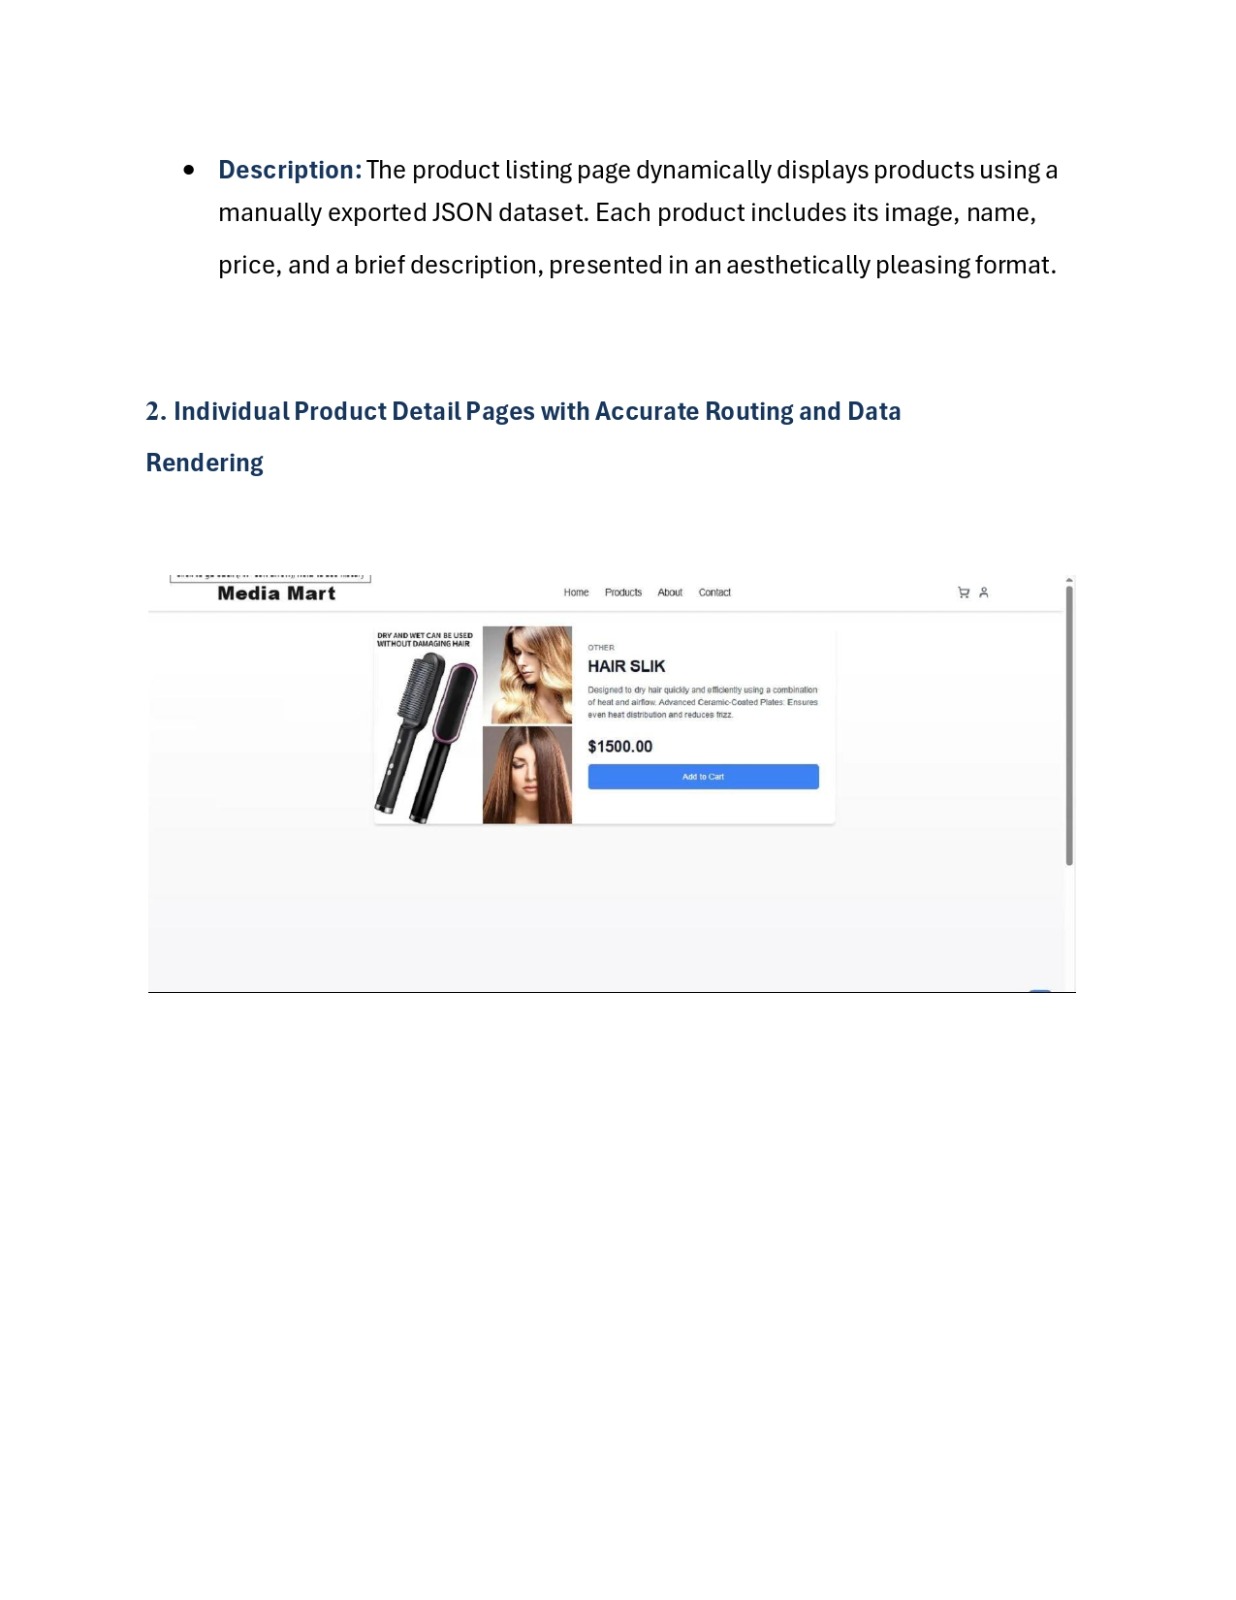 • Description: The product listing page dynamically displays products using a
manually exported JSON dataset. Each product includes its image, name,
price, and a brief description, presented in an aesthetically pleasing format.
2. Individual Product Detail Pages with Accurate Routing and Data
Rendering
Media Mart
Home Products About Contact
DRY AND WET CAN BE USED
WITHOUT DAMAGING HAIR
OTHER
HAIR SLIK
Designed to dry hair quickly and efficiently using a combination
of heat and airflow. Advanced Ceramic-Coated Plates: Ensures
even heat distribution and reduces frizz.
$1500.00
Add to Cart